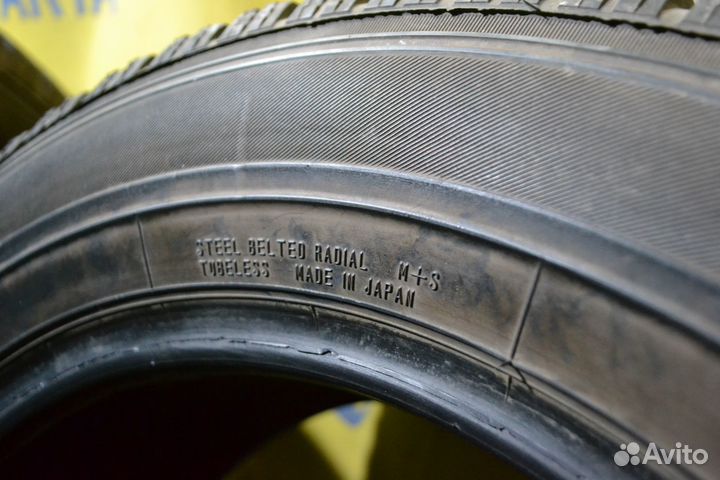 STEEL BELTED RADIAL M+S
TUBELESS MADE IN JAPAN
Avito